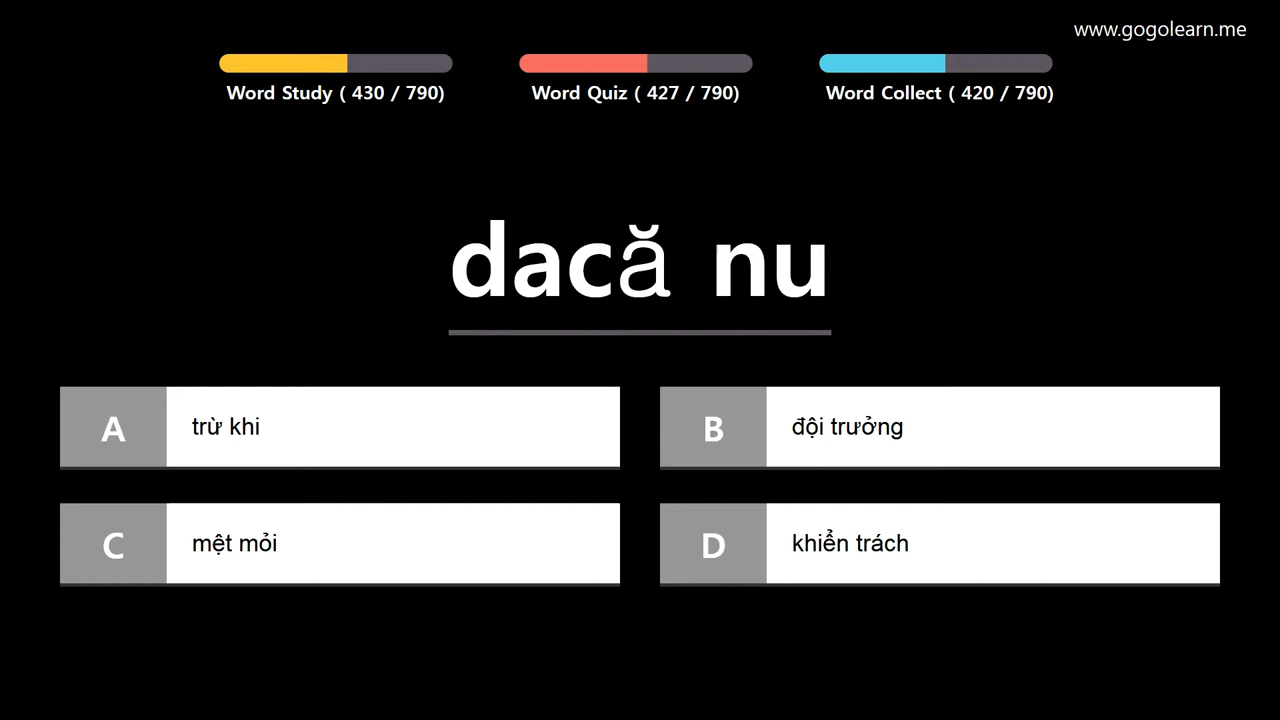 www.gogolearn.me
Word Study ( 430 / 790)
Word Quiz ( 427 / 790)
Word Collect ( 420 / 790)
dacă nu
A trừ khi
B đội trưởng
C mệt mỏi
D khiển trách